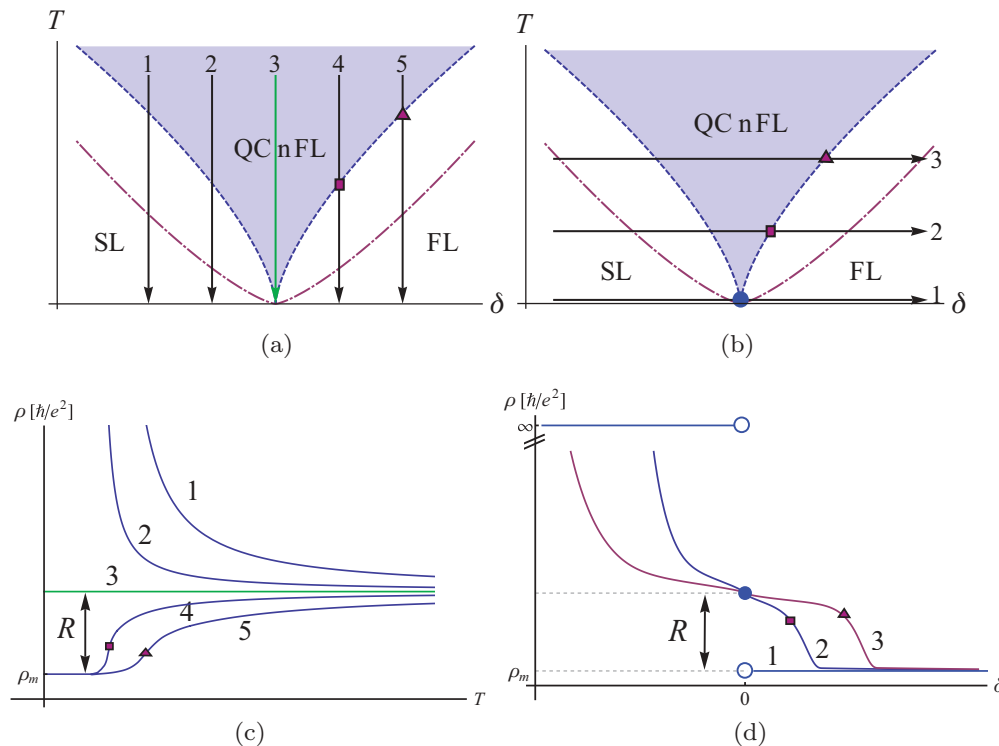 T
1 2 3 4 5
QC nFL
SL FL
δ
(a)
T
QC nFL
3
2
SL FL
1
δ
(b)
ρ [ℏ/e²]
1
2
3
4
R
5
ρm
T
(c)
ρ [ℏ/e²]
∞
R
1 2 3
ρm
0
δ
(d)